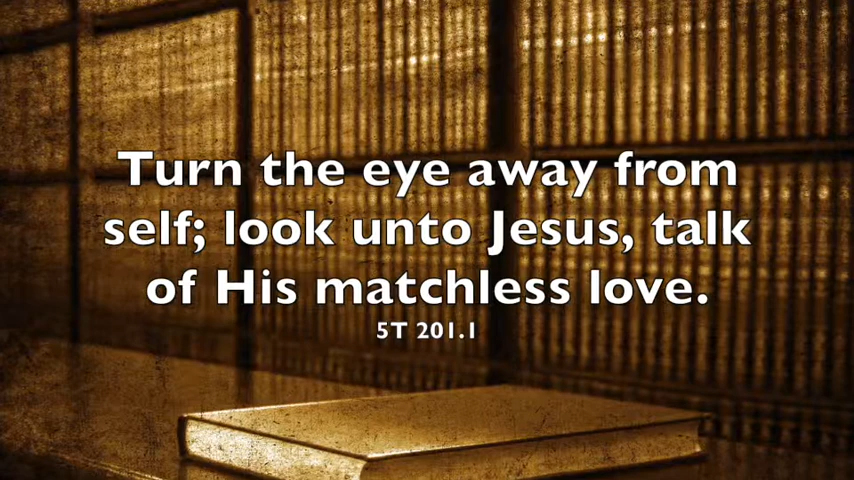 Turn the eye away from
self; look unto Jesus, talk
of His matchless love.
5T 201.1